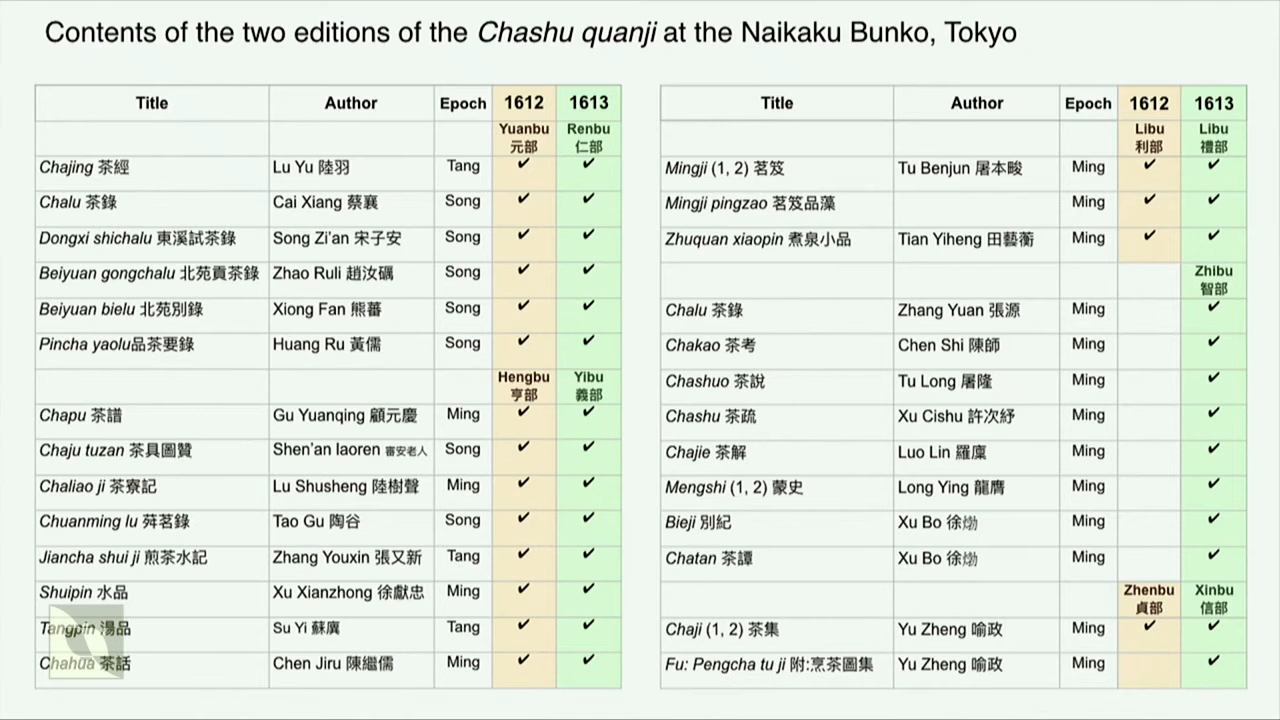 Contents of the two editions of the Chashu quanji at the Naikaku Bunko, Tokyo
Title Author Epoch 1612 1613
Yuanbu 元部 Renbu 仁部
Chajing 茶經 Lu Yu 陸羽 Tang ✔ ✔
Chalu 茶錄 Cai Xiang 蔡襄 Song ✔ ✔
Dongxi shichalu 東溪試茶錄 Song Zi'an 宋子安 Song ✔ ✔
Beiyuan gongchalu 北苑貢茶錄 Zhao Ruli 趙汝礪 Song ✔ ✔
Beiyuan bielu 北苑別錄 Xiong Fan 熊蕃 Song ✔ ✔
Pincha yaolu品茶要錄 Huang Ru 黃儒 Song ✔ ✔
Hengbu 亨部 Yibu 義部
Chapu 茶譜 Gu Yuanqing 顧元慶 Ming ✔ ✔
Chaju tuzan 茶具圖贊 Shen'an laoren 審安老人 Song ✔ ✔
Chaliao ji 茶寮記 Lu Shusheng 陸樹聲 Ming ✔ ✔
Chuanming lu 荈茗錄 Tao Gu 陶谷 Song ✔ ✔
Jiancha shui ji 煎茶水記 Zhang Youxin 張又新 Tang ✔ ✔
Shuipin 水品 Xu Xianzhong 徐獻忠 Ming ✔ ✔
Tangpin 湯品 Su Yi 蘇廙 Tang ✔ ✔
Chahua 茶話 Chen Jiru 陳繼儒 Ming ✔ ✔
Title Author Epoch 1612 1613
Libu 利部 Libu 禮部
Mingji (1, 2) 茗笈 Tu Benjun 屠本畯 Ming ✔ ✔
Mingji pingzao 茗笈品藻 Ming ✔ ✔
Zhuquan xiaopin 煮泉小品 Tian Yiheng 田藝蘅 Ming ✔ ✔
Zhibu 智部
Chalu 茶錄 Zhang Yuan 張源 Ming ✔
Chakao 茶考 Chen Shi 陳師 Ming ✔
Chashuo 茶說 Tu Long 屠隆 Ming ✔
Chashu 茶疏 Xu Cishu 許次紓 Ming ✔
Chajie 茶解 Luo Lin 羅廩 Ming ✔
Mengshi (1, 2) 蒙史 Long Ying 龍膺 Ming ✔
Bieji 別紀 Xu Bo 徐𤊹 Ming ✔
Chatan 茶譚 Xu Bo 徐𤊹 Ming ✔
Zhenbu 貞部 Xinbu 信部
Chaji (1, 2) 茶集 Yu Zheng 喻政 Ming ✔ ✔
Fu: Pengcha tu ji 附:烹茶圖集 Yu Zheng 喻政 Ming ✔